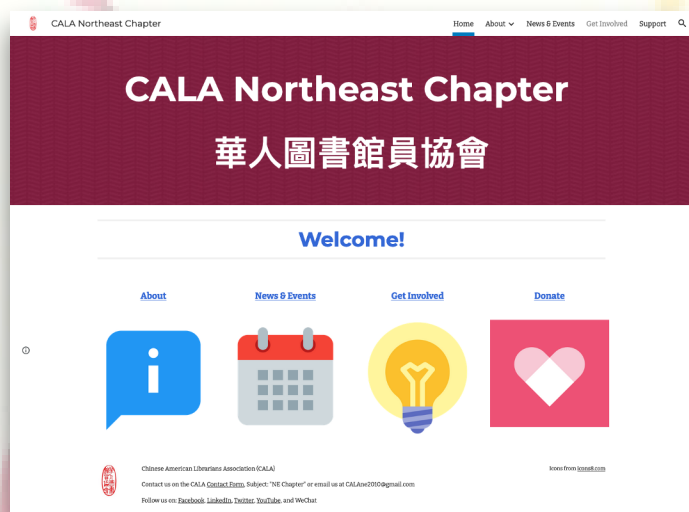 CALA Northeast Chapter
Home About News & Events Get Involved Support
CALA Northeast Chapter
華人圖書館員協會
Welcome!
About News & Events Get Involved Donate
Chinese American Librarians Association (CALA)
Icons from Icons8.com
Contact us on the CALA Contact Form, Subject: "NE Chapter" or email us at CALAne2010@gmail.com
Follow us on: Facebook, LinkedIn, Twitter, YouTube, and WeChat